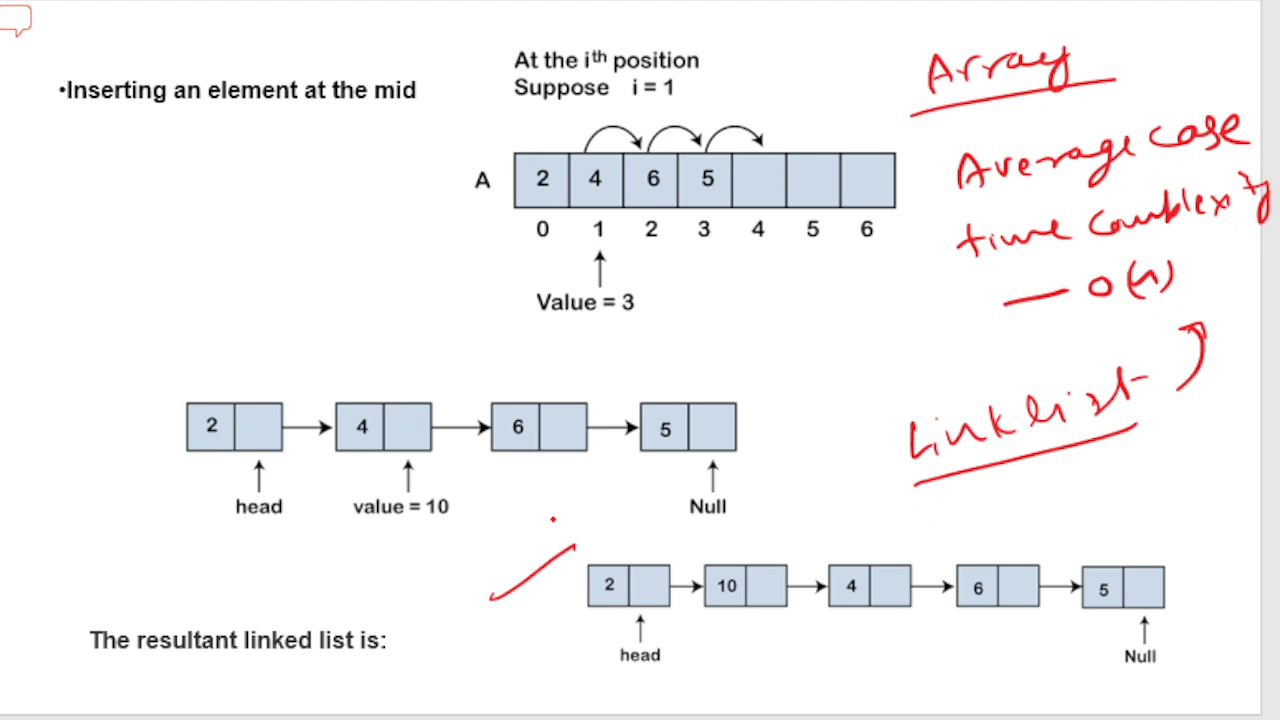 •Inserting an element at the mid
At the ith position
Suppose i = 1
A 2 4 6 5
0 1 2 3 4 5 6
Value = 3
Array
Average case
time complexity
— O(n)
Link list
2 4 6 5
head value = 10 Null
2 10 4 6 5
head Null
The resultant linked list is: